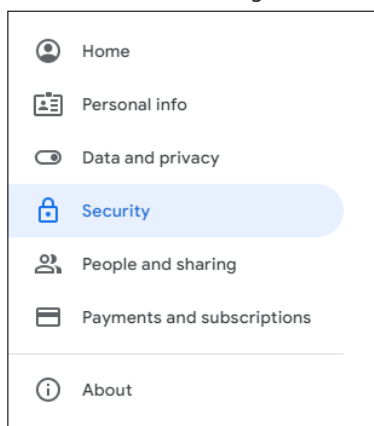 Home
Personal info
Data and privacy
Security
People and sharing
Payments and subscriptions
About